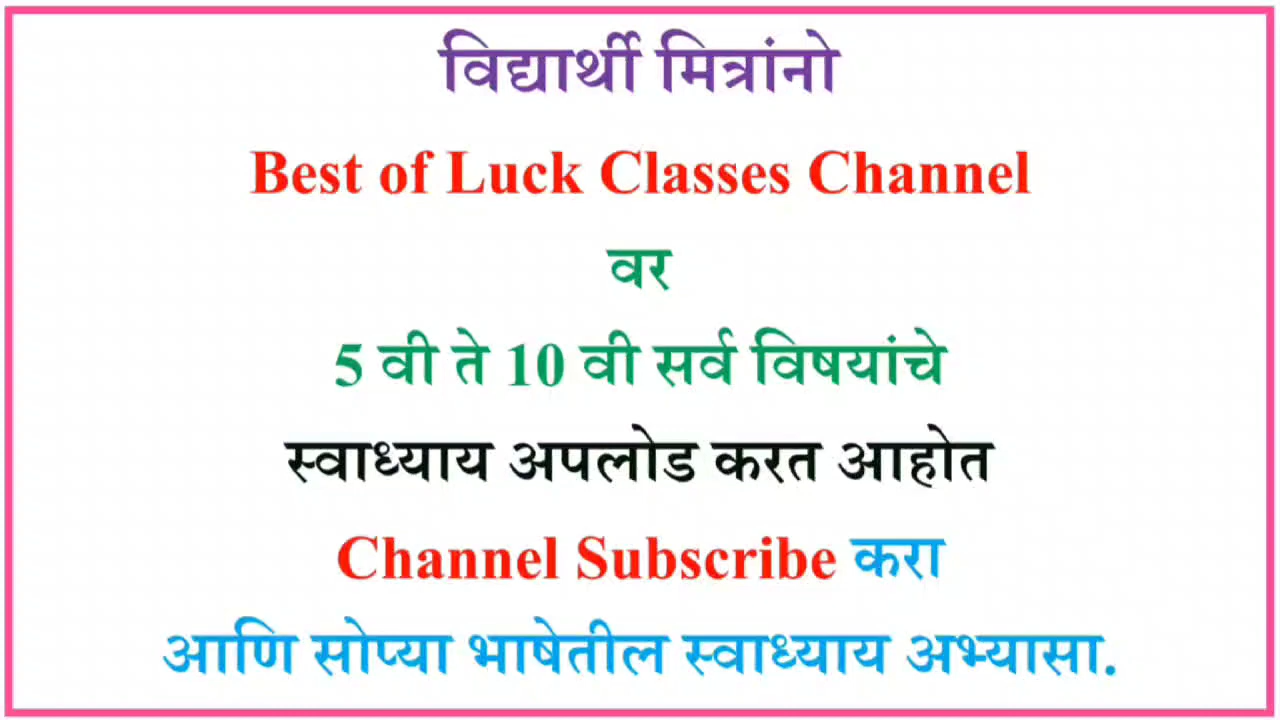 विद्यार्थी मित्रांनो
Best of Luck Classes Channel
वर
5 वी ते 10 वी सर्व विषयांचे
स्वाध्याय अपलोड करत आहोत
Channel Subscribe करा
आणि सोप्या भाषेतील स्वाध्याय अभ्यासा.